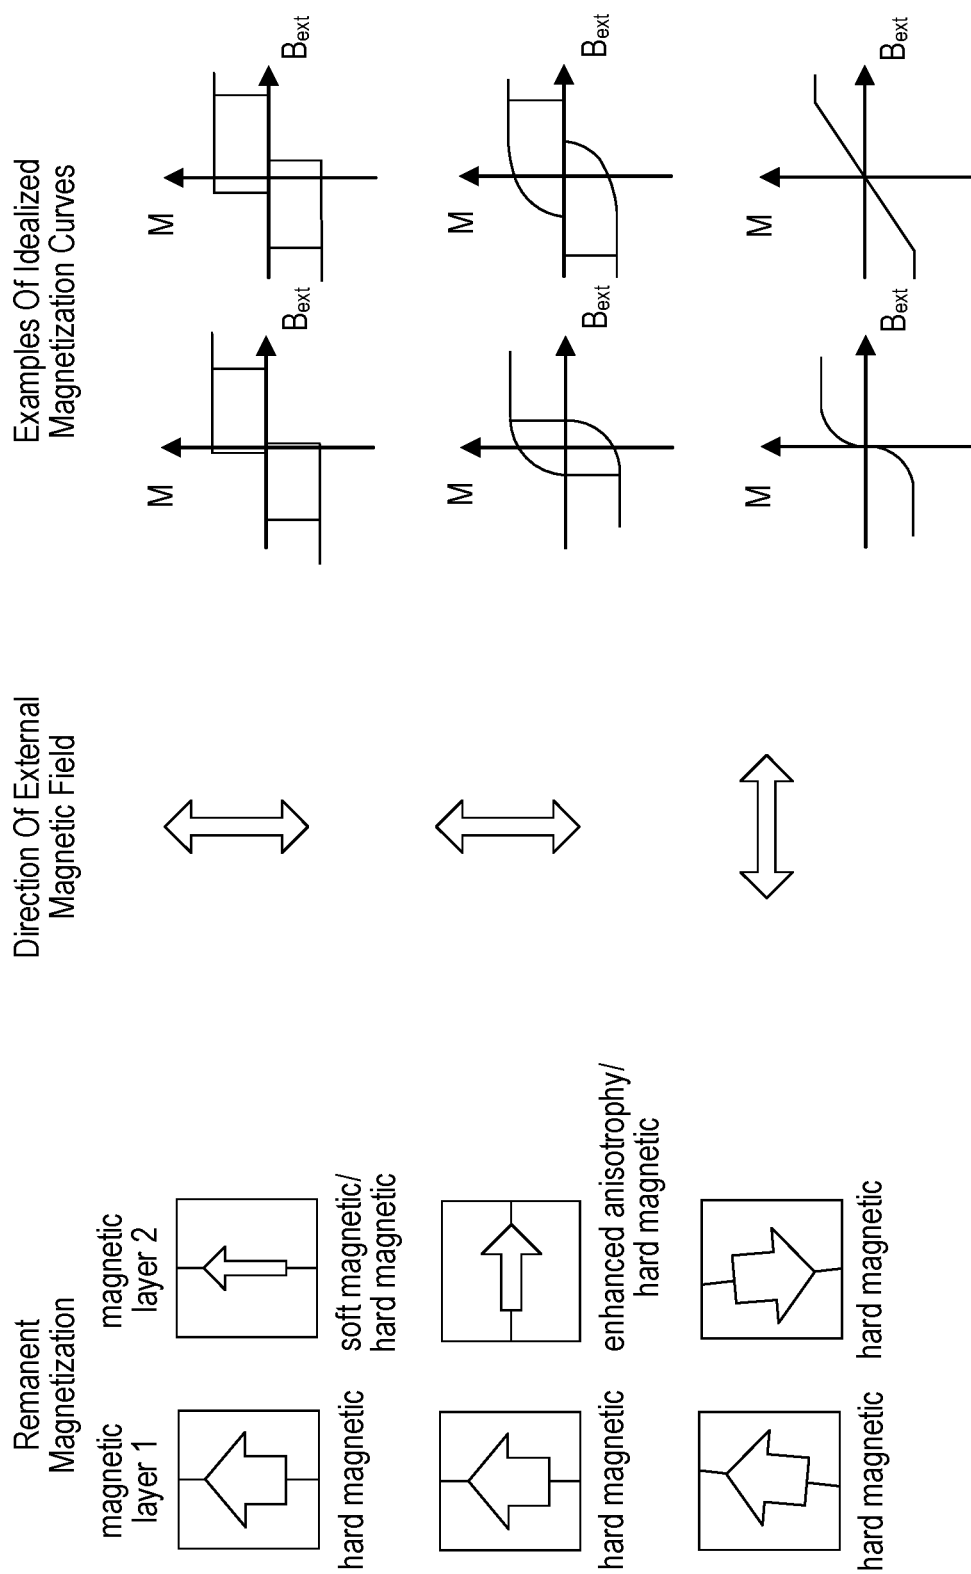 Remanent
Magnetization
Direction Of External
Magnetic Field
Examples Of Idealized
Magnetization Curves
magnetic
layer 1
magnetic
layer 2
hard magnetic
soft magnetic/
hard magnetic
M
Bext
M
Bext
hard magnetic
enhanced anisotrophy/
hard magnetic
M
Bext
M
Bext
hard magnetic
hard magnetic
M
Bext
M
Bext